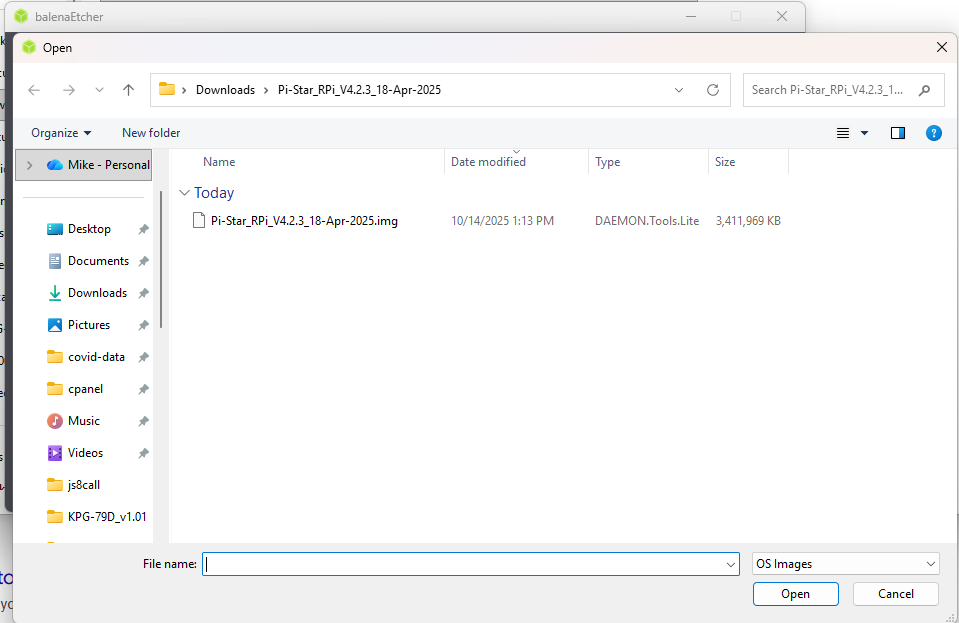 balenaEtcher
Open
Downloads Pi-Star_RPi_V4.2.3_18-Apr-2025
Search Pi-Star_RPi_V4.2.3_1...
Organize New folder
Mike - Personal
Name Date modified Type Size
Today
Pi-Star_RPi_V4.2.3_18-Apr-2025.img 10/14/2025 1:13 PM DAEMON.Tools.Lite 3,411,969 KB
Desktop
Documents
Downloads
Pictures
covid-data
cpanel
Music
Videos
js8call
KPG-79D_v1.01
File name: OS Images
Open Cancel